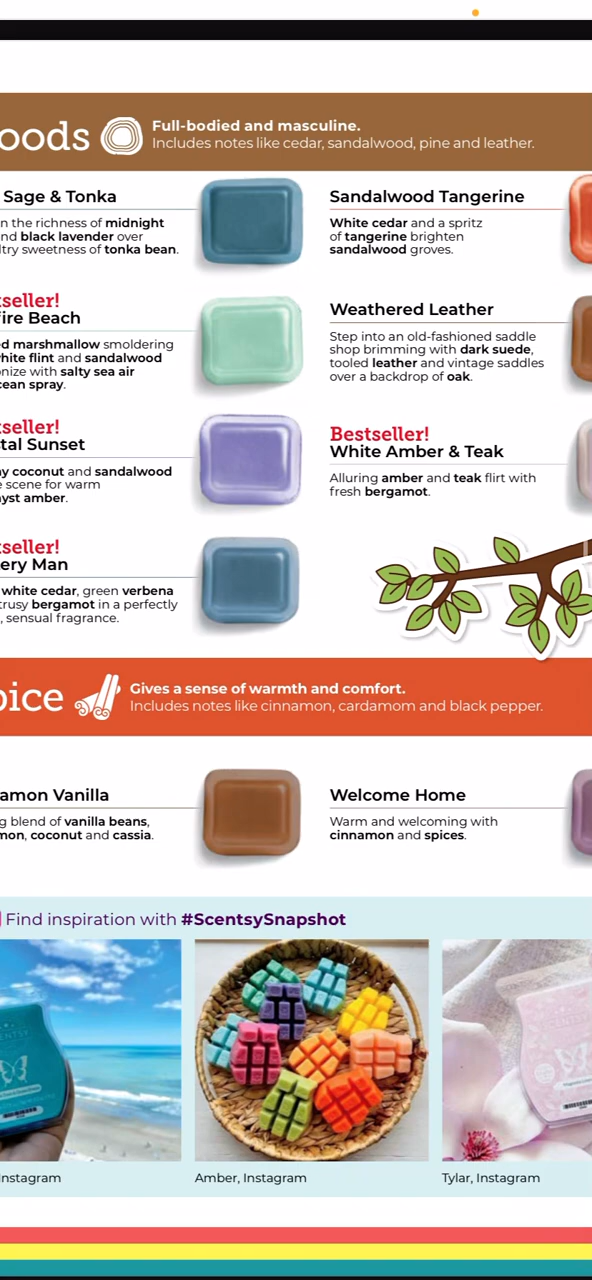 oods
Full-bodied and masculine.
Includes notes like cedar, sandalwood, pine and leather.
Sage & Tonka
n the richness of midnight
nd black lavender over
ltry sweetness of tonka bean.
Sandalwood Tangerine
White cedar and a spritz
of tangerine brighten
sandalwood groves.
seller!
ire Beach
ed marshmallow smoldering
hite flint and sandalwood
onize with salty sea air
cean spray.
Weathered Leather
Step into an old-fashioned saddle
shop brimming with dark suede,
tooled leather and vintage saddles
over a backdrop of oak.
seller!
tal Sunset
y coconut and sandalwood
e scene for warm
yst amber.
Bestseller!
White Amber & Teak
Alluring amber and teak flirt with
fresh bergamot.
seller!
ery Man
white cedar, green verbena
trusy bergamot in a perfectly
, sensual fragrance.
pice
Gives a sense of warmth and comfort.
Includes notes like cinnamon, cardamom and black pepper.
amon Vanilla
g blend of vanilla beans,
mon, coconut and cassia.
Welcome Home
Warm and welcoming with
cinnamon and spices.
Find inspiration with #ScentsySnapshot
nstagram
Amber, Instagram
Tylar, Instagram